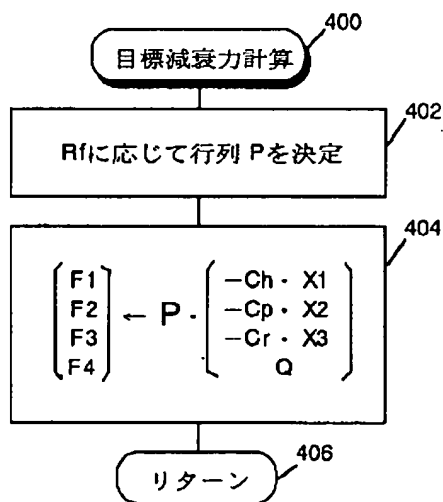 400
目標減衰力計算
402
Rfに応じて行列 Pを決定
404
F1
F2
F3
F4
← P ·
−Ch · X1
−Cp · X2
−Cr · X3
Q
406
リターン